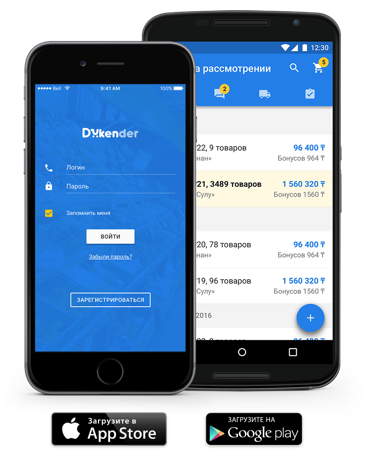 Bell 9:41 AM 100%
Dükender
Логин
Пароль
Запомнить меня
ВОЙТИ
Забыли пароль?
ЗАРЕГИСТРИРОВАТЬСЯ
12:30
а рассмотрении
5
2
22, 9 товаров 96 400 ₸
нан» Бонусов 964 ₸
21, 3489 товаров 1 560 320 ₸
Сулу» Бонусов 1560 ₸
20, 78 товаров 96 400 ₸
нан» Бонусов 964 ₸
19, 96 товаров 1 560 320 ₸
Сулу» Бонусов 1560 ₸
2016
Загрузите в
App Store
ЗАГРУЗИТЕ НА
Google play